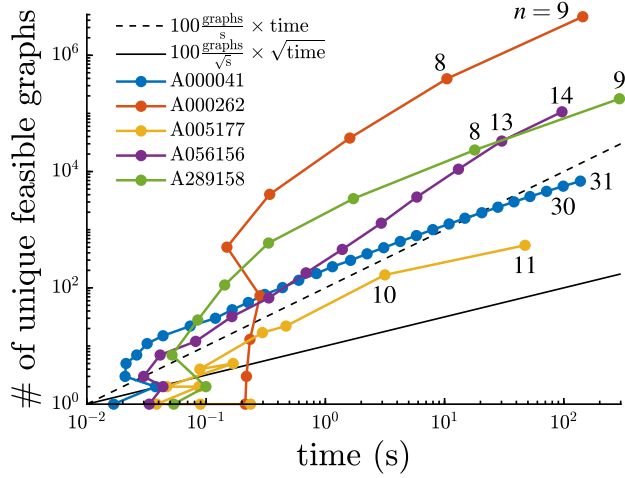 100 graphs/s × time
100 graphs/√s × √time
A000041
A000262
A005177
A056156
A289158
n = 9
8
9
14
13
8
31
30
11
10
# of unique feasible graphs
10^6
10^4
10^2
10^0
10^-2
10^-1
10^0
10^1
10^2
time (s)